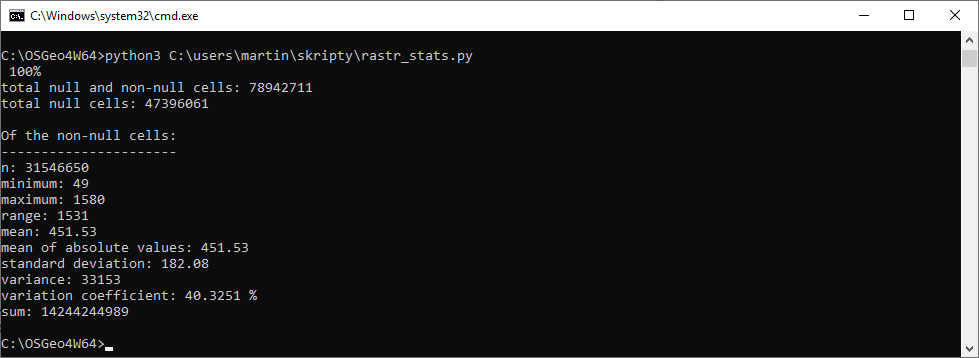 C:\Windows\system32\cmd.exe
C:\OSGeo4W64>python3 C:\users\martin\skripty\rastr_stats.py
100%
total null and non-null cells: 78942711
total null cells: 47396061
Of the non-null cells:
----------------------
n: 31546650
minimum: 49
maximum: 1580
range: 1531
mean: 451.53
mean of absolute values: 451.53
standard deviation: 182.08
variance: 33153
variation coefficient: 40.3251 %
sum: 14244244989
C:\OSGeo4W64>